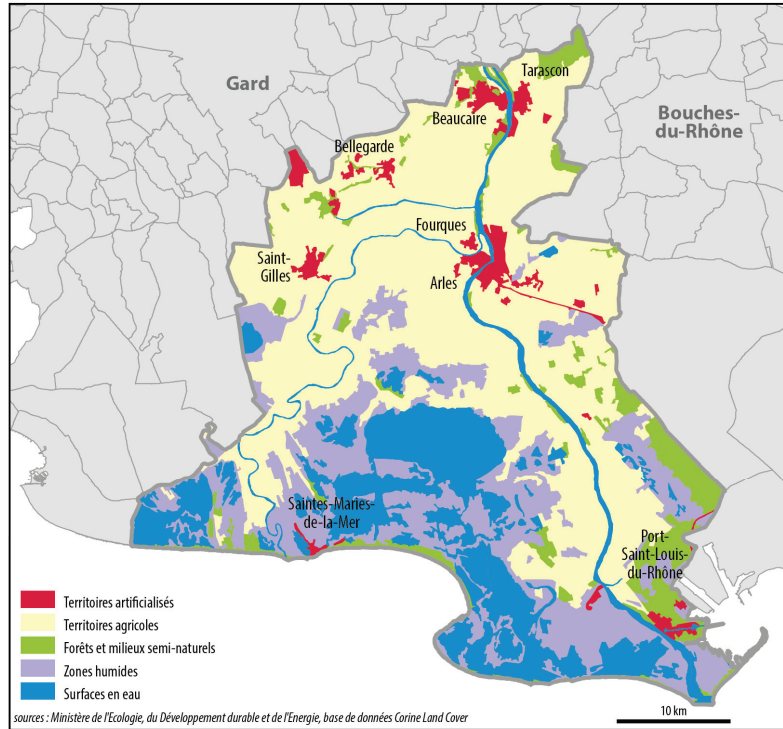 Tarascon
Gard
Beaucaire
Bouches-
du-Rhône
Bellegarde
Fourques
Saint-
Gilles
Arles
Saintes-Maries-
de-la-Mer
Port-
Saint-Louis-
du-Rhône
Territoires artificialisés
Territoires agricoles
Forêts et milieux semi-naturels
Zones humides
Surfaces en eau
sources : Ministère de l'Ecologie, du Développement durable et de l'Energie, base de données Corine Land Cover
10 km